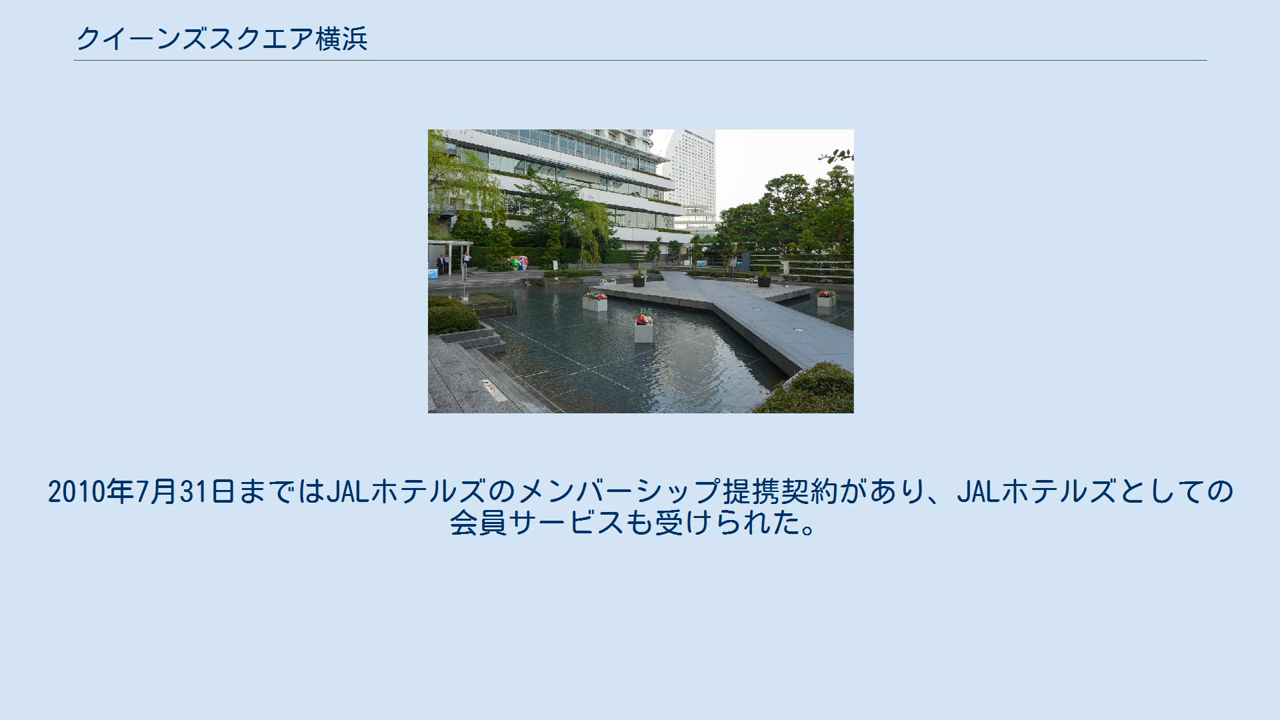 クイーンズスクエア横浜
2010年7月31日まではJALホテルズのメンバーシップ提携契約があり、JALホテルズとしての
会員サービスも受けられた。